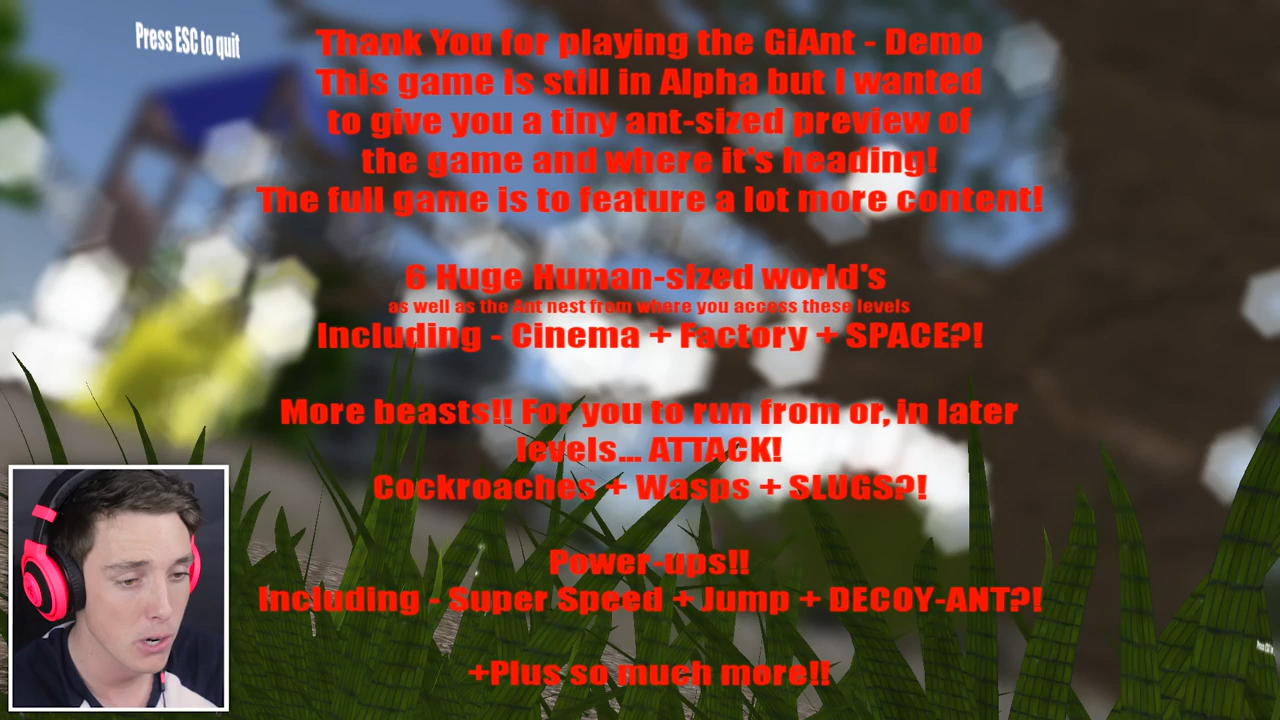 Press ESC to quit
Thank You for playing the GiAnt - Demo
This game is still in Alpha but I wanted
to give you a tiny ant-sized preview of
the game and where it's heading!
The full game is to feature a lot more content!
6 Huge Human-sized world's
as well as the Ant nest from where you access these levels
Including - Cinema + Factory + SPACE?!
More beasts!! For you to run from or, in later
levels... ATTACK!
Cockroaches + Wasps + SLUGS?!
Power-ups!!
Including - Super Speed + Jump + DECOY-ANT?!
+Plus so much more!!